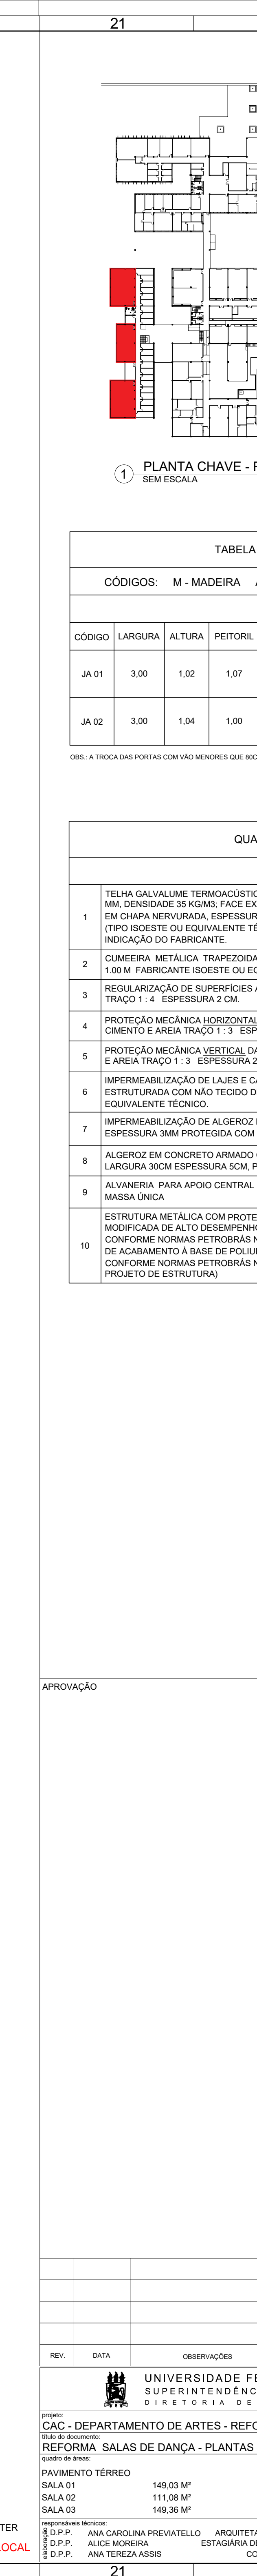 21
1
PLANTA CHAVE -
SEM ESCALA
TABELA
CÓDIGOS: M - MADEIRA
CÓDIGO LARGURA ALTURA PEITORIL
JA 01 3,00 1,02 1,07
JA 02 3,00 1,04 1,00
OBS.: A TROCA DAS PORTAS COM VÃO MENORES QUE 80C
QUA
1
TELHA GALVALUME TERMOACÚSTIC
MM, DENSIDADE 35 KG/M3; FACE EX
EM CHAPA NERVURADA, ESPESSUR
(TIPO ISOESTE OU EQUIVALENTE TÉ
INDICAÇÃO DO FABRICANTE.
2
CUMEEIRA METÁLICA TRAPEZOIDA
1.00 M FABRICANTE ISOESTE OU EQ
3
REGULARIZAÇÃO DE SUPERFÍCIES
TRAÇO 1 : 4 ESPESSURA 2 CM.
4
PROTEÇÃO MECÂNICA HORIZONTAL
CIMENTO E AREIA TRAÇO 1 : 3 ESP
5
PROTEÇÃO MECÂNICA VERTICAL DA
E AREIA TRAÇO 1 : 3 ESPESSURA 2
6
IMPERMEABILIZAÇÃO DE LAJES E CA
ESTRUTURADA COM NÃO TECIDO D
EQUIVALENTE TÉCNICO.
7
IMPERMEABILIZAÇÃO DE ALGEROZ
ESPESSURA 3MM PROTEGIDA COM
8
ALGEROZ EM CONCRETO ARMADO
LARGURA 30CM ESPESSURA 5CM, P
9
ALVANERIA PARA APOIO CENTRAL
MASSA ÚNICA
10
ESTRUTURA METÁLICA COM PROTE
MODIFICADA DE ALTO DESEMPENHO
CONFORME NORMAS PETROBRÁS N
DE ACABAMENTO À BASE DE POLIU
CONFORME NORMAS PETROBRÁS N
PROJETO DE ESTRUTURA)
APROVAÇÃO
REV. DATA OBSERVAÇÕES
UNIVERSIDADE FE
SUPERINTENDÊNC
DIRETORIA DE
projeto:
CAC - DEPARTAMENTO DE ARTES - REFO
título do documento:
REFORMA SALAS DE DANÇA - PLANTAS
quadro de áreas:
PAVIMENTO TÉRREO
SALA 01 149,03 M²
SALA 02 111,08 M²
SALA 03 149,36 M²
responsáveis técnicos:
elaboração
D.P.P. ANA CAROLINA PREVIATELLO ARQUITETA
D.P.P. ALICE MOREIRA ESTAGIÁRIA DE
D.P.P. ANA TEREZA ASSIS CO
TER
LOCAL
21